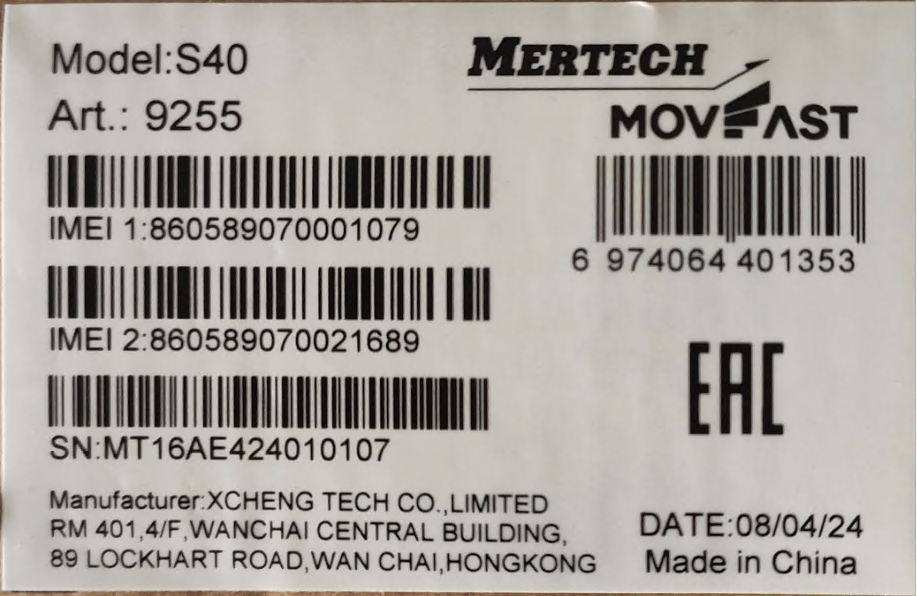 Model:S40
Art.: 9255
MERTECH
MOVFAST
IMEI 1:860589070001079
6 974064 401353
IMEI 2:860589070021689
EAC
SN:MT16AE424010107
Manufacturer:XCHENG TECH CO.,LIMITED
RM 401,4/F,WANCHAI CENTRAL BUILDING,
89 LOCKHART ROAD,WAN CHAI,HONGKONG
DATE:08/04/24
Made in China